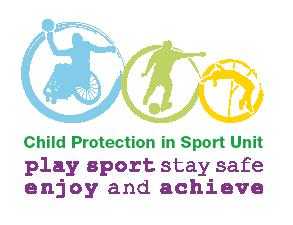 Child Protection in Sport Unit
play sport stay safe
enjoy and achieve